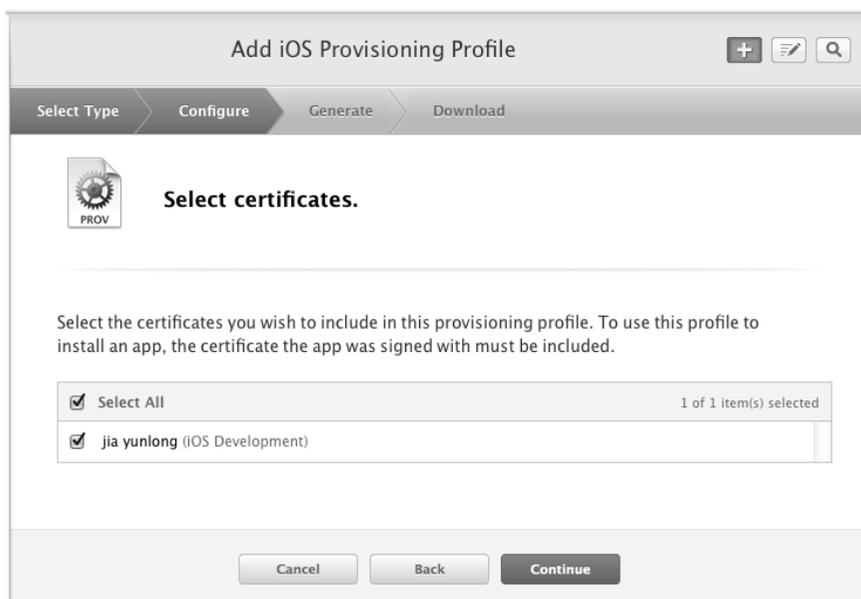 Add iOS Provisioning Profile
Select Type
Configure
Generate
Download
PROV
Select certificates.
Select the certificates you wish to include in this provisioning profile. To use this profile to
install an app, the certificate the app was signed with must be included.
Select All
1 of 1 item(s) selected
jia yunlong (iOS Development)
Cancel
Back
Continue